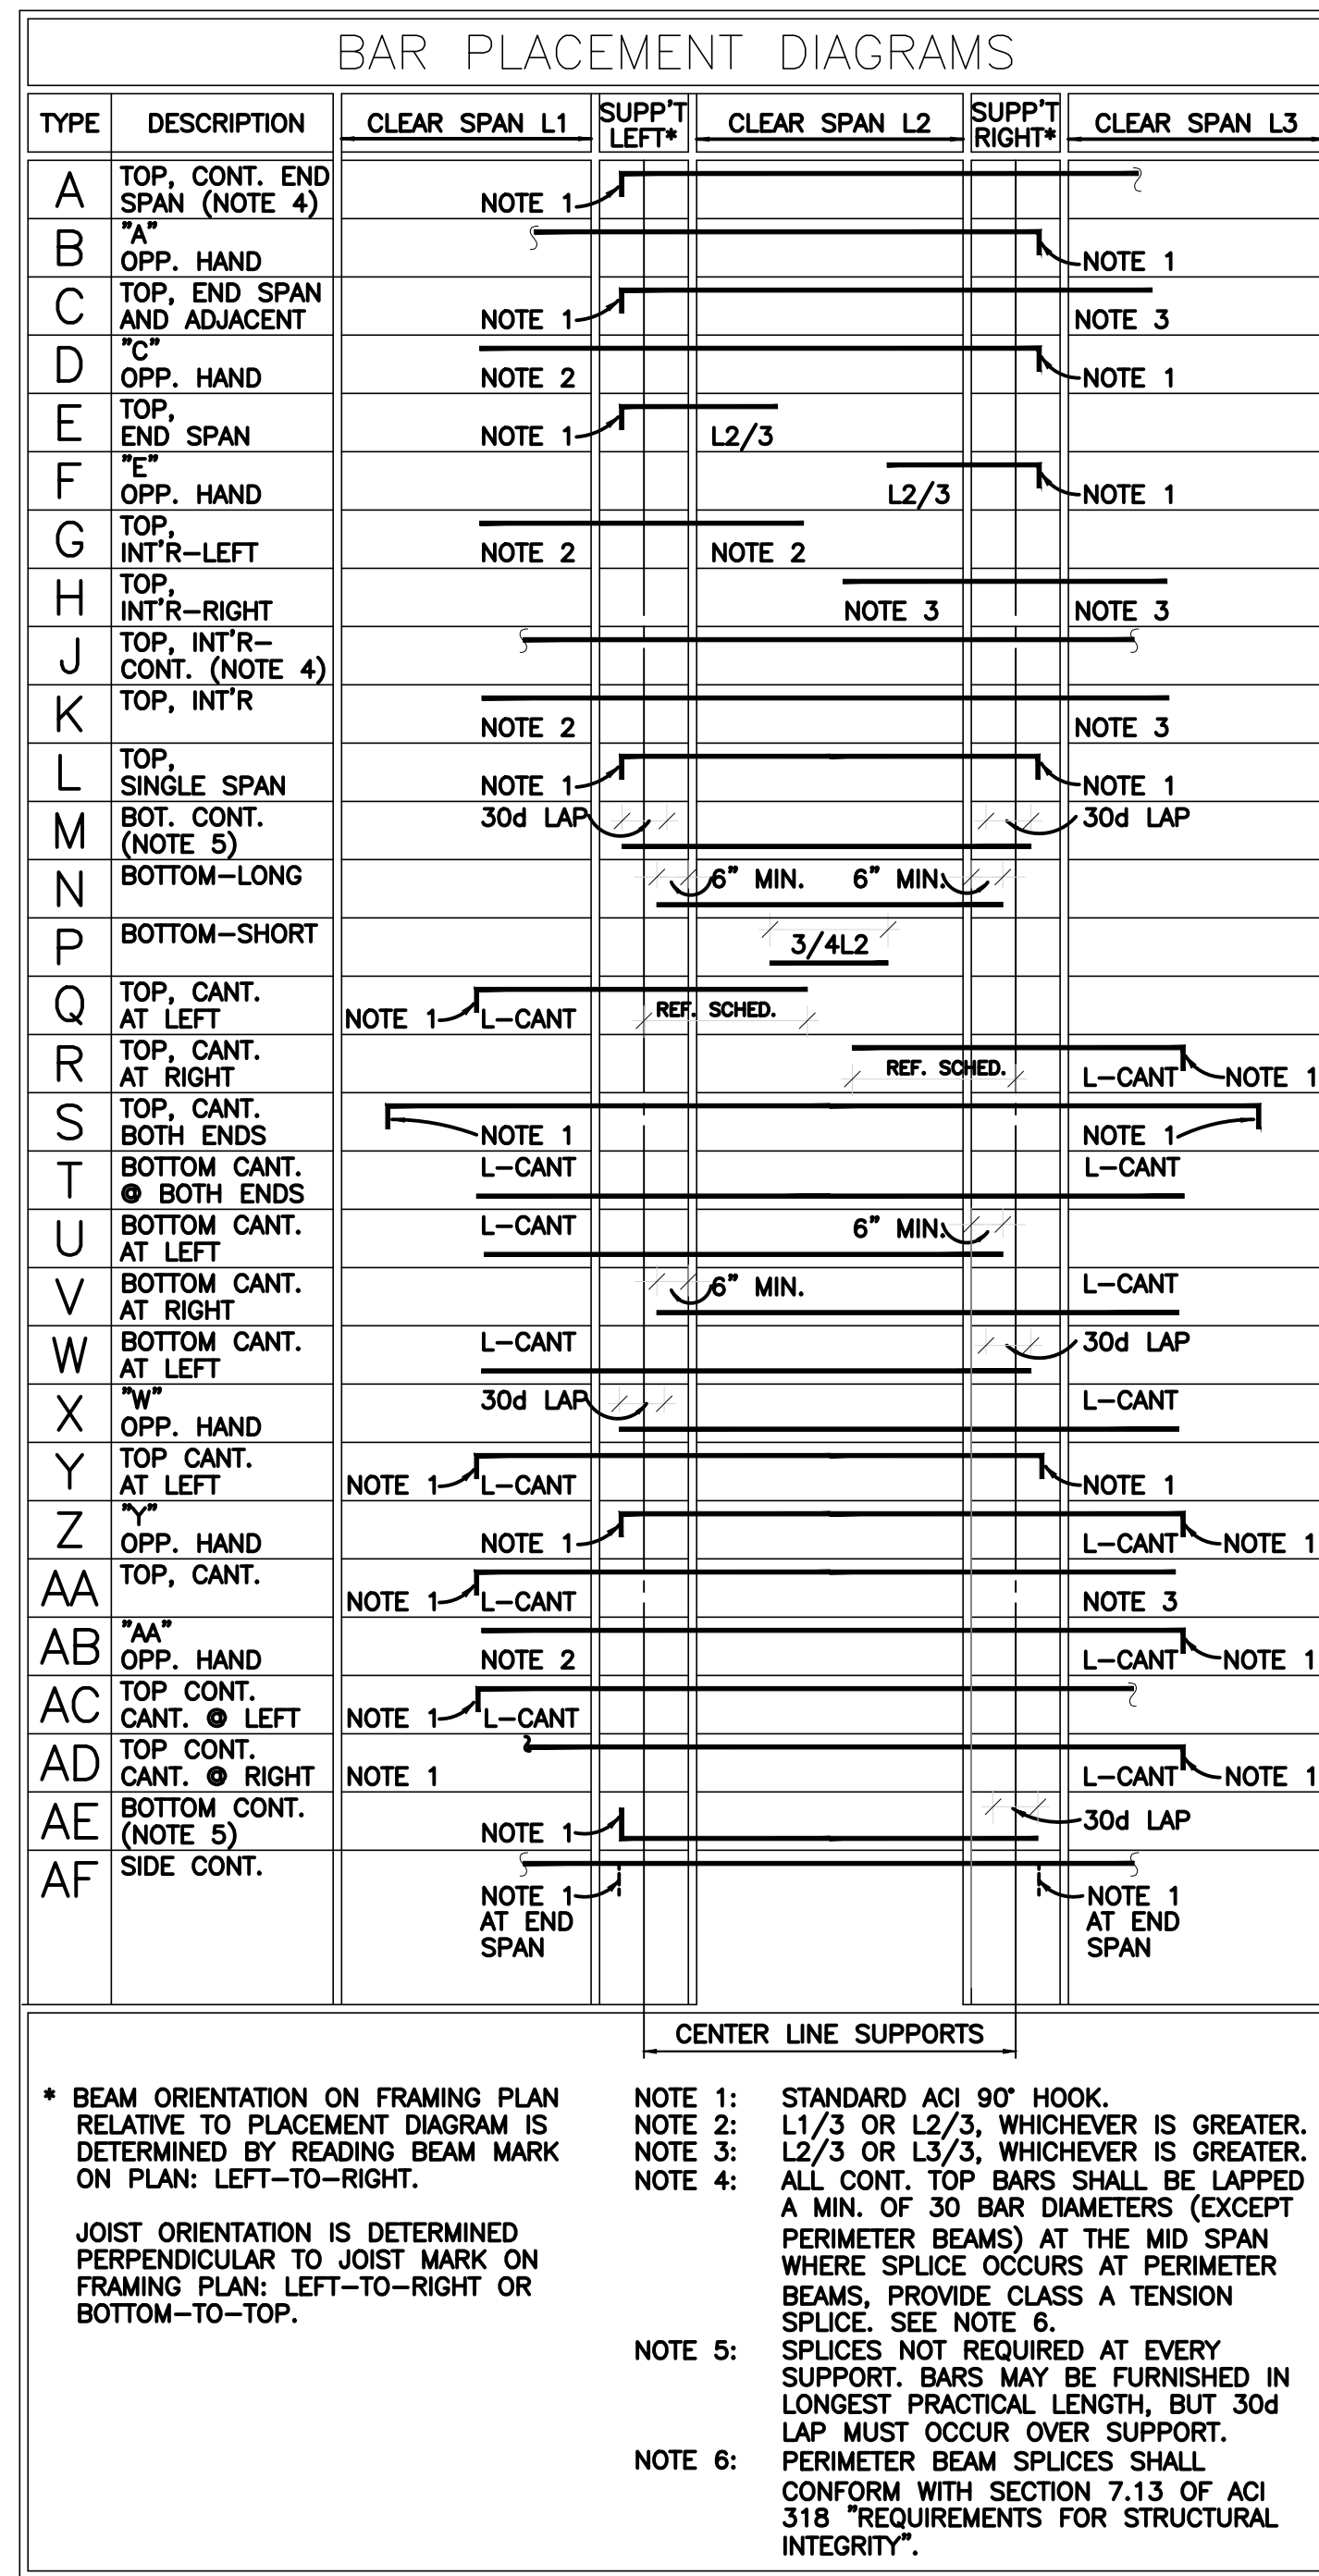 BAR PLACEMENT DIAGRAMS
TYPE DESCRIPTION CLEAR SPAN L1 SUPP'T LEFT* CLEAR SPAN L2 SUPP'T RIGHT* CLEAR SPAN L3
A TOP, CONT. END
SPAN (NOTE 4) NOTE 1
B "A"
OPP. HAND NOTE 1
C TOP, END SPAN
AND ADJACENT NOTE 1 NOTE 3
D "C"
OPP. HAND NOTE 2 NOTE 1
E TOP,
END SPAN NOTE 1 L2/3
F "E"
OPP. HAND L2/3 NOTE 1
G TOP,
INT'R-LEFT NOTE 2 NOTE 2
H TOP,
INT'R-RIGHT NOTE 3 NOTE 3
J TOP, INT'R-
CONT. (NOTE 4)
K TOP, INT'R
NOTE 2 NOTE 3
L TOP,
SINGLE SPAN NOTE 1 NOTE 1
M BOT. CONT. 30d LAP 30d LAP
(NOTE 5)
N BOTTOM-LONG 6" MIN. 6" MIN.
P BOTTOM-SHORT 3/4L2
Q TOP, CANT.
AT LEFT NOTE 1 L-CANT REF. SCHED.
R TOP, CANT.
AT RIGHT REF. SCHED. L-CANT NOTE 1
S TOP, CANT.
BOTH ENDS NOTE 1 NOTE 1
T BOTTOM CANT. L-CANT L-CANT
@ BOTH ENDS
U BOTTOM CANT. L-CANT 6" MIN.
AT LEFT
V BOTTOM CANT. 6" MIN. L-CANT
AT RIGHT
W BOTTOM CANT. L-CANT 30d LAP
AT LEFT
X "W" 30d LAP L-CANT
OPP. HAND
Y TOP CANT.
AT LEFT NOTE 1 L-CANT NOTE 1
Z "Y"
OPP. HAND NOTE 1 L-CANT NOTE 1
AA TOP, CANT.
NOTE 1 L-CANT NOTE 3
AB "AA"
OPP. HAND NOTE 2 L-CANT NOTE 1
AC TOP CONT.
CANT. @ LEFT NOTE 1 L-CANT
AD TOP CONT.
CANT. @ RIGHT NOTE 1 L-CANT NOTE 1
AE BOTTOM CONT.
(NOTE 5) NOTE 1 30d LAP
AF SIDE CONT.
NOTE 1 NOTE 1
AT END AT END
SPAN SPAN
CENTER LINE SUPPORTS
* BEAM ORIENTATION ON FRAMING PLAN
RELATIVE TO PLACEMENT DIAGRAM IS
DETERMINED BY READING BEAM MARK
ON PLAN: LEFT-TO-RIGHT.
JOIST ORIENTATION IS DETERMINED
PERPENDICULAR TO JOIST MARK ON
FRAMING PLAN: LEFT-TO-RIGHT OR
BOTTOM-TO-TOP.
NOTE 1: STANDARD ACI 90° HOOK.
NOTE 2: L1/3 OR L2/3, WHICHEVER IS GREATER.
NOTE 3: L2/3 OR L3/3, WHICHEVER IS GREATER.
NOTE 4: ALL CONT. TOP BARS SHALL BE LAPPED
A MIN. OF 30 BAR DIAMETERS (EXCEPT
PERIMETER BEAMS) AT THE MID SPAN
WHERE SPLICE OCCURS AT PERIMETER
BEAMS, PROVIDE CLASS A TENSION
SPLICE. SEE NOTE 6.
NOTE 5: SPLICES NOT REQUIRED AT EVERY
SUPPORT. BARS MAY BE FURNISHED IN
LONGEST PRACTICAL LENGTH, BUT 30d
LAP MUST OCCUR OVER SUPPORT.
NOTE 6: PERIMETER BEAM SPLICES SHALL
CONFORM WITH SECTION 7.13 OF ACI
318 "REQUIREMENTS FOR STRUCTURAL
INTEGRITY".